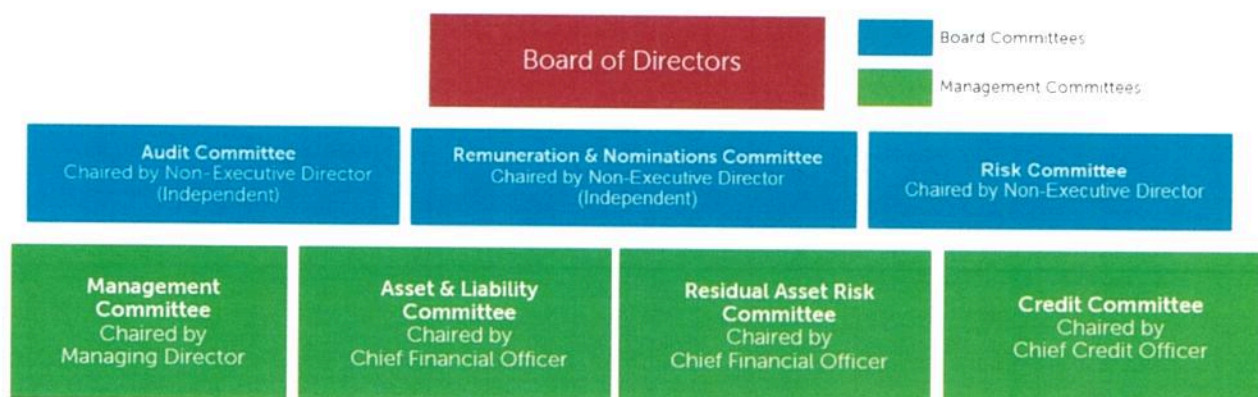 Board of Directors
Board Committees
Management Committees
Audit Committee
Chaired by Non-Executive Director
(Independent)
Remuneration & Nominations Committee
Chaired by Non-Executive Director
(Independent)
Risk Committee
Chaired by Non-Executive Director
Management
Committee
Chaired by
Managing Director
Asset & Liability
Committee
Chaired by
Chief Financial Officer
Residual Asset Risk
Committee
Chaired by
Chief Financial Officer
Credit Committee
Chaired by
Chief Credit Officer